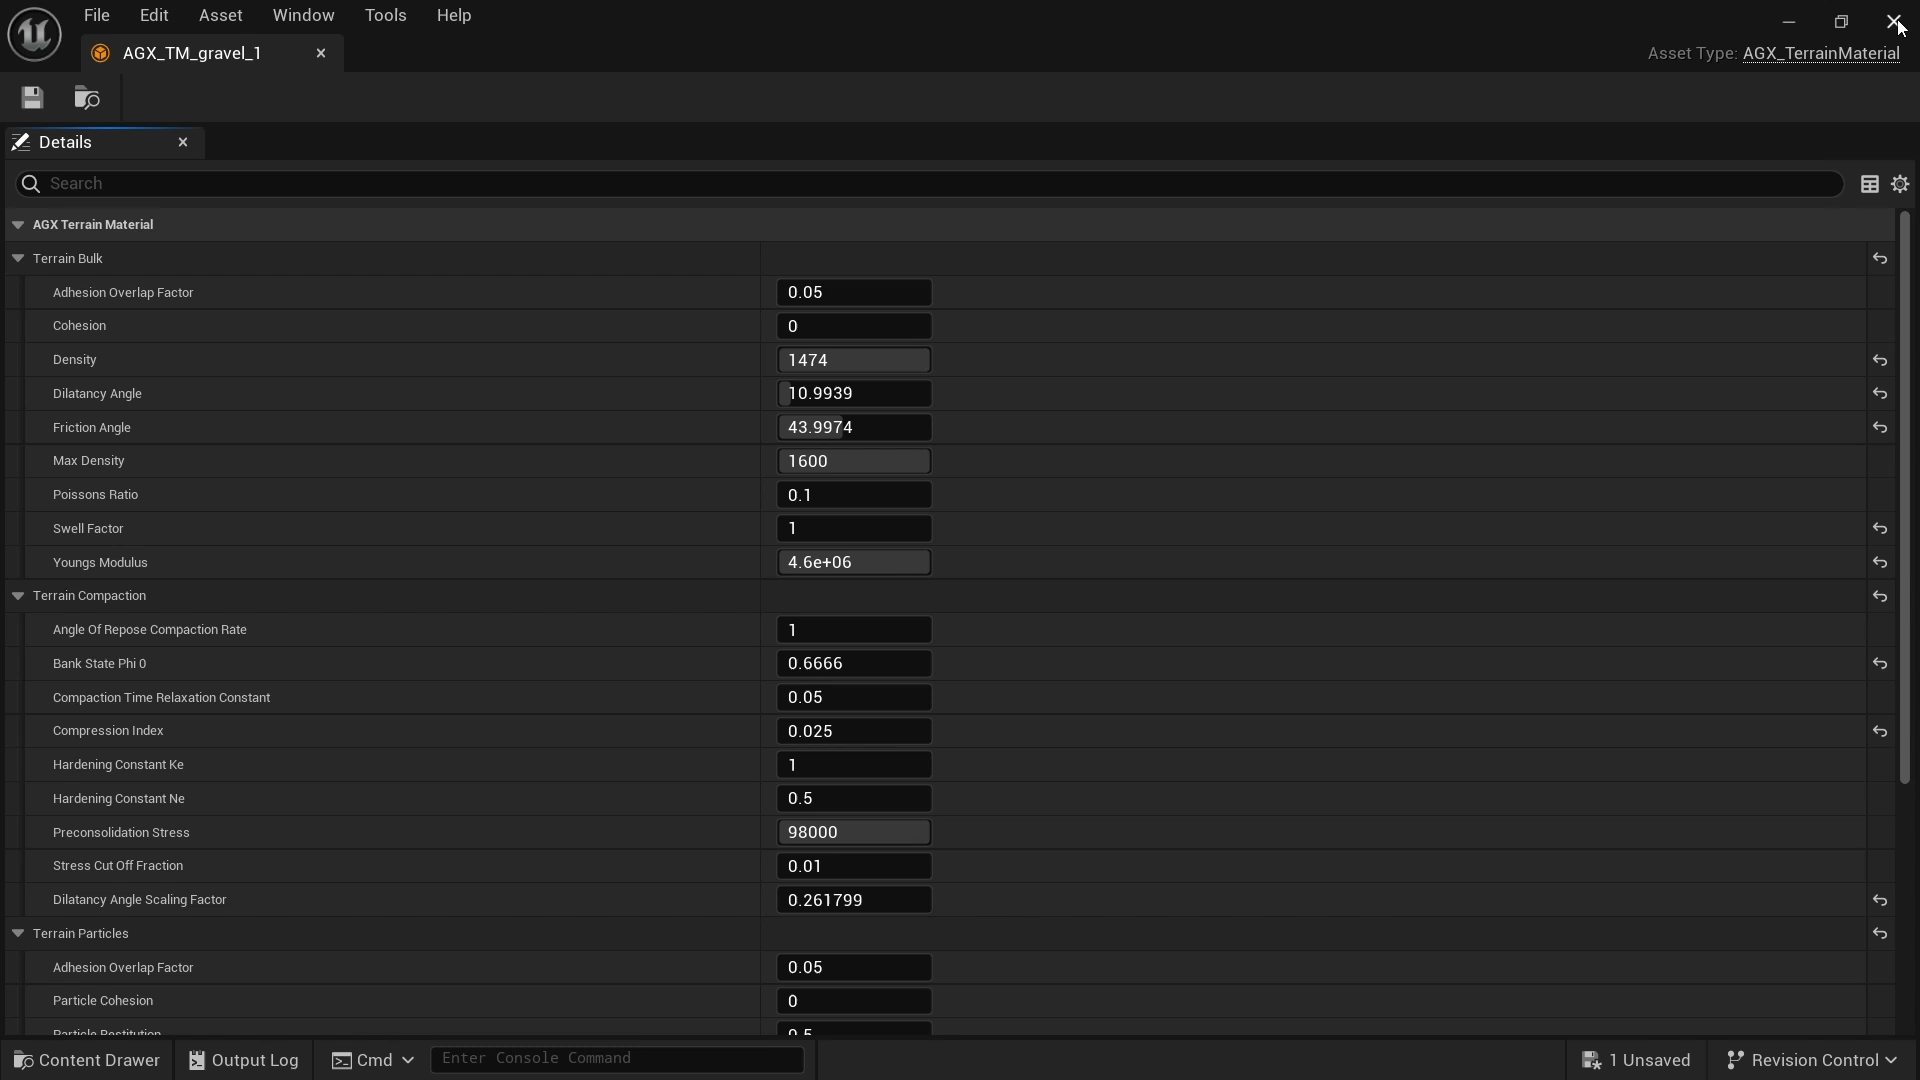 File Edit Asset Window Tools Help
AGX_TM_gravel_1
Asset Type: AGX_TerrainMaterial
Details
Search
AGX Terrain Material
Terrain Bulk
Adhesion Overlap Factor 0.05
Cohesion 0
Density 1474
Dilatancy Angle 10.9939
Friction Angle 43.9974
Max Density 1600
Poissons Ratio 0.1
Swell Factor 1
Youngs Modulus 4.6e+06
Terrain Compaction
Angle Of Repose Compaction Rate 1
Bank State Phi 0 0.6666
Compaction Time Relaxation Constant 0.05
Compression Index 0.025
Hardening Constant Ke 1
Hardening Constant Ne 0.5
Preconsolidation Stress 98000
Stress Cut Off Fraction 0.01
Dilatancy Angle Scaling Factor 0.261799
Terrain Particles
Adhesion Overlap Factor 0.05
Particle Cohesion 0
Particle Restitution 0.5
Content Drawer Output Log Cmd Enter Console Command 1 Unsaved Revision Control